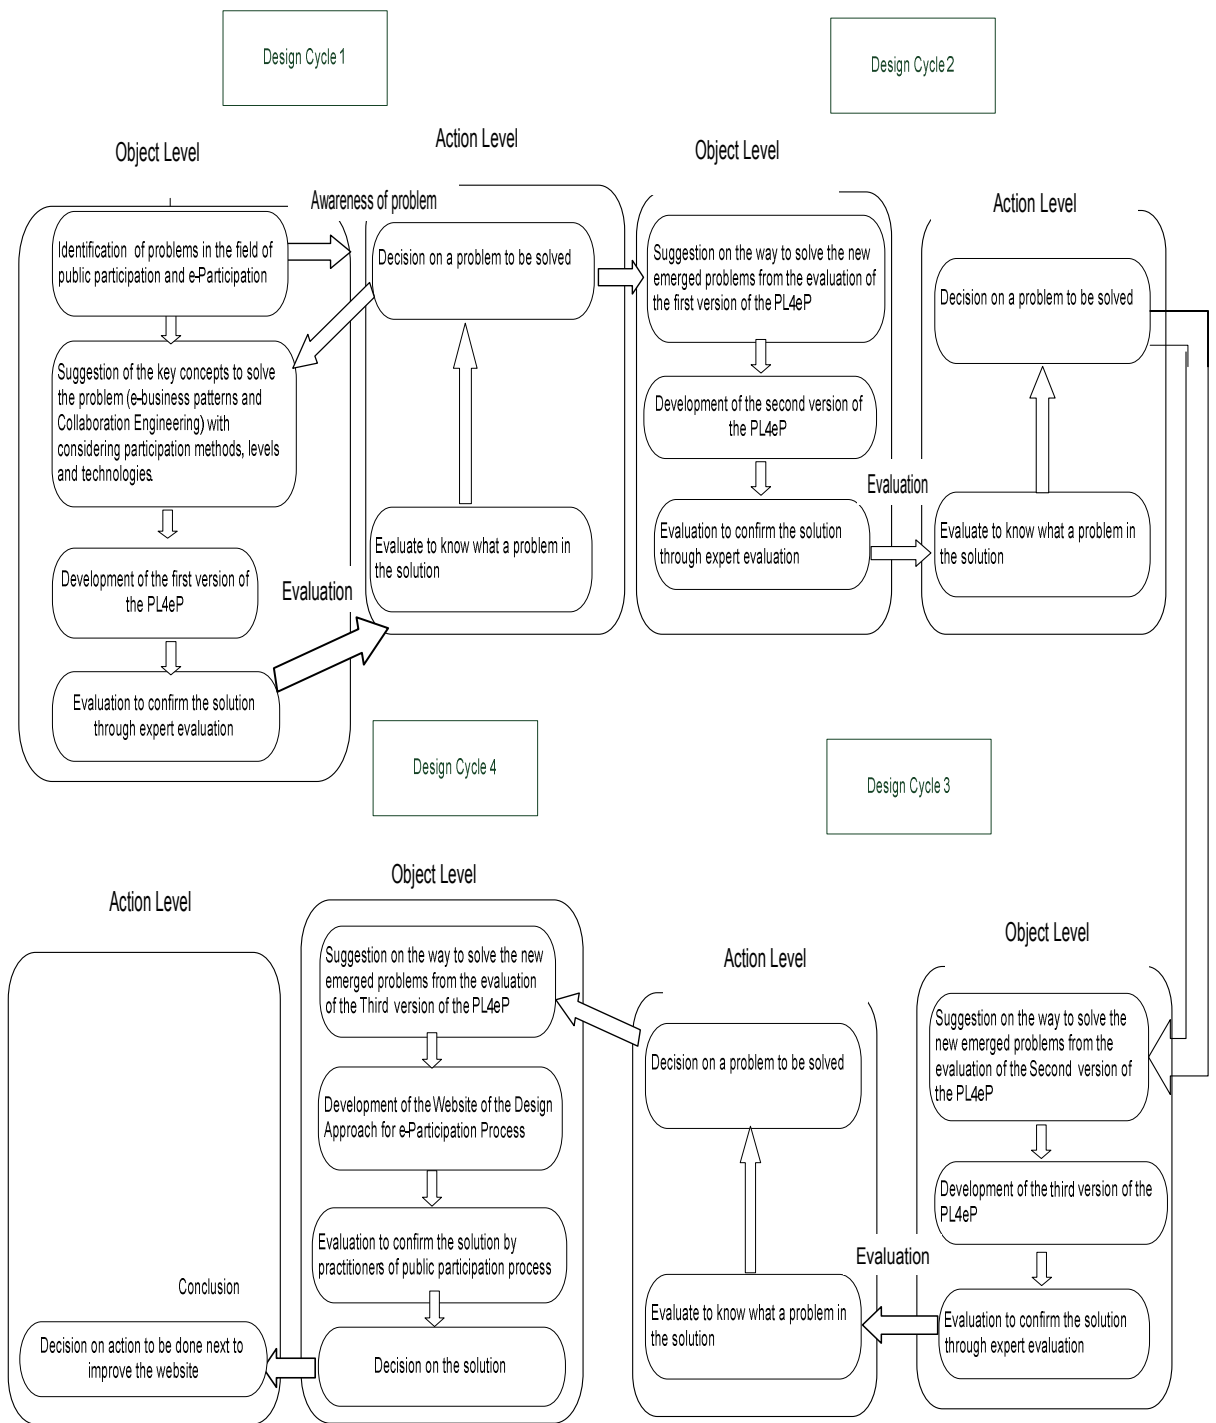 Design Cycle 1
Object Level
Action Level
Awareness of problem
Identification of problems in the field of
public participation and e-Participation
Suggestion of the key concepts to solve
the problem (e-business patterns and
Collaboration Engineering) with
considering participation methods, levels
and technologies.
Development of the first version of
the PL4eP
Evaluation to confirm the solution
through expert evaluation
Evaluation
Decision on a problem to be solved
Evaluate to know what a problem in
the solution
Design Cycle 2
Object Level
Action Level
Suggestion on the way to solve the new
emerged problems from the evaluation of
the first version of the PL4eP
Development of the second version of
the PL4eP
Evaluation to confirm the solution
through expert evaluation
Evaluation
Decision on a problem to be solved
Evaluate to know what a problem in
the solution
Design Cycle 3
Object Level
Action Level
Suggestion on the way to solve the
new emerged problems from the
evaluation of the Second version of
the PL4eP
Development of the third version of the
PL4eP
Evaluation to confirm the solution
through expert evaluation
Evaluation
Decision on a problem to be solved
Evaluate to know what a problem in
the solution
Design Cycle 4
Object Level
Action Level
Suggestion on the way to solve the new
emerged problems from the evaluation
of the Third version of the PL4eP
Development of the Website of the Design
Approach for e-Participation Process
Evaluation to confirm the solution by
practitioners of public participation process
Decision on the solution
Conclusion
Decision on action to be done next to
improve the website